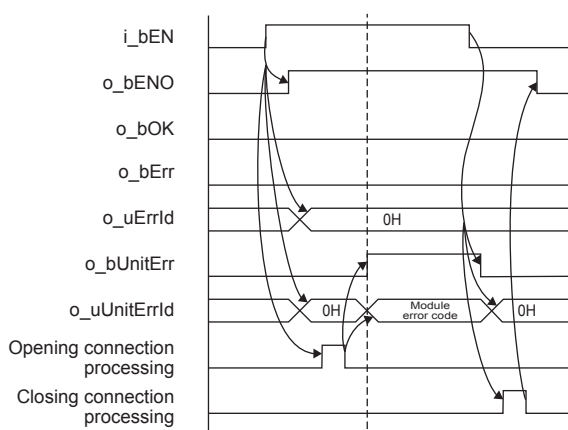 i_bEN
o_bENO
o_bOK
o_bErr
o_uErrId
0H
o_bUnitErr
o_uUnitErrId
0H
Module
error code
0H
Opening connection
processing
Closing connection
processing